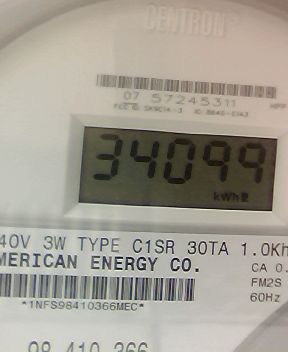 CENTRON®
07 57245311
34099
kWh
40V 3W TYPE C1SR 30TA 1.0Kh
MERICAN ENERGY CO.
CA 0.
FM2S
*1NFS98410366MEC*
60Hz
98 410 366